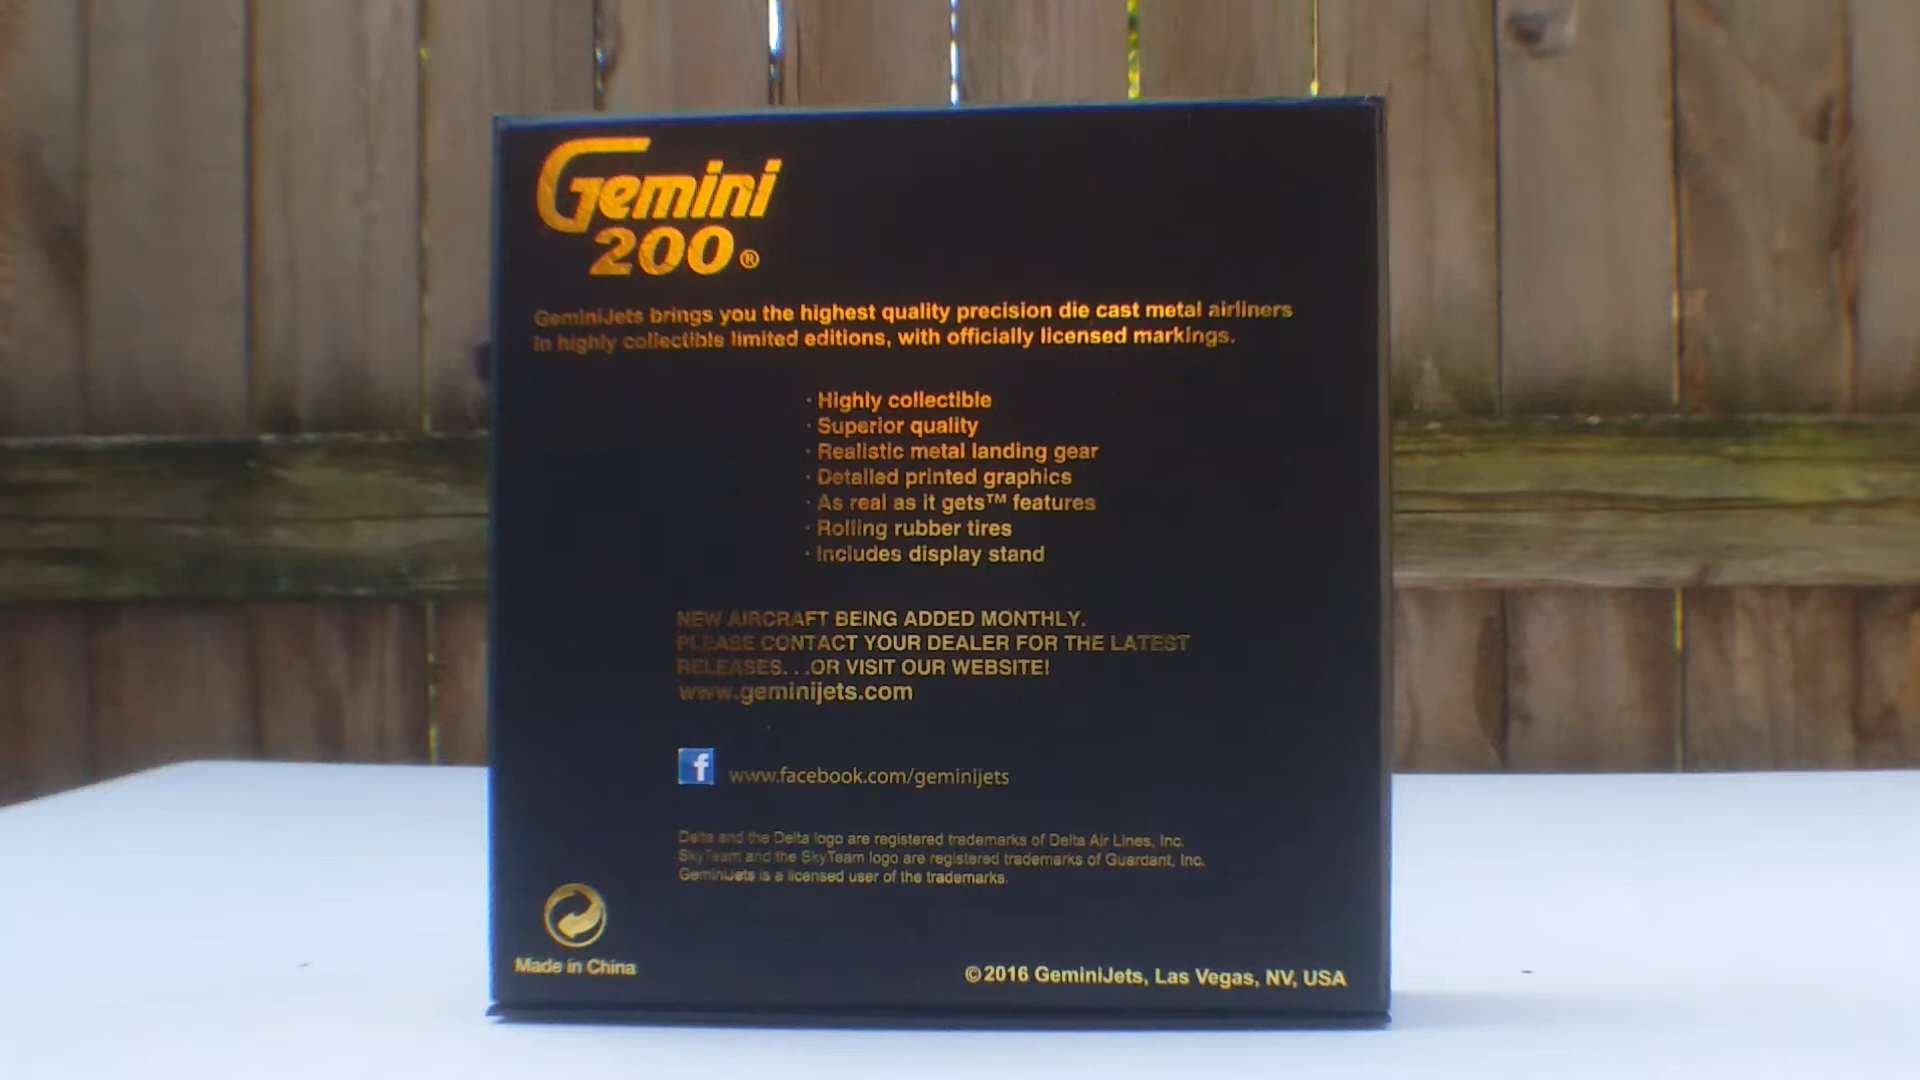 Gemini
200®
GeminiJets brings you the highest quality precision die cast metal airliners
in highly collectible limited editions, with officially licensed markings.
· Highly collectible
· Superior quality
· Realistic metal landing gear
· Detailed printed graphics
· As real as it gets™ features
· Rolling rubber tires
· Includes display stand
NEW AIRCRAFT BEING ADDED MONTHLY.
PLEASE CONTACT YOUR DEALER FOR THE LATEST
RELEASES. . .OR VISIT OUR WEBSITE!
www.geminijets.com
f www.facebook.com/geminijets
Delta and the Delta logo are registered trademarks of Delta Air Lines, Inc.
SkyTeam and the SkyTeam logo are registered trademarks of Guardant, Inc.
GeminiJets is a licensed user of the trademarks.
Made in China
©2016 GeminiJets, Las Vegas, NV, USA